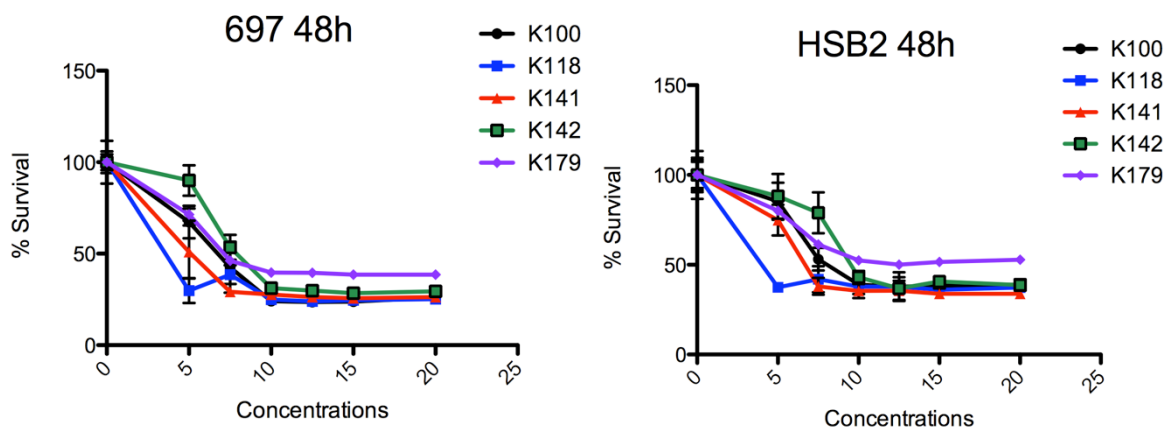 697 48h
K100
K118
K141
K142
K179
150
100
50
0
% Survival
0
5
10
15
20
25
Concentrations
HSB2 48h
K100
K118
K141
K142
K179
150
100
50
0
% Survival
0
5
10
15
20
25
Concentrations